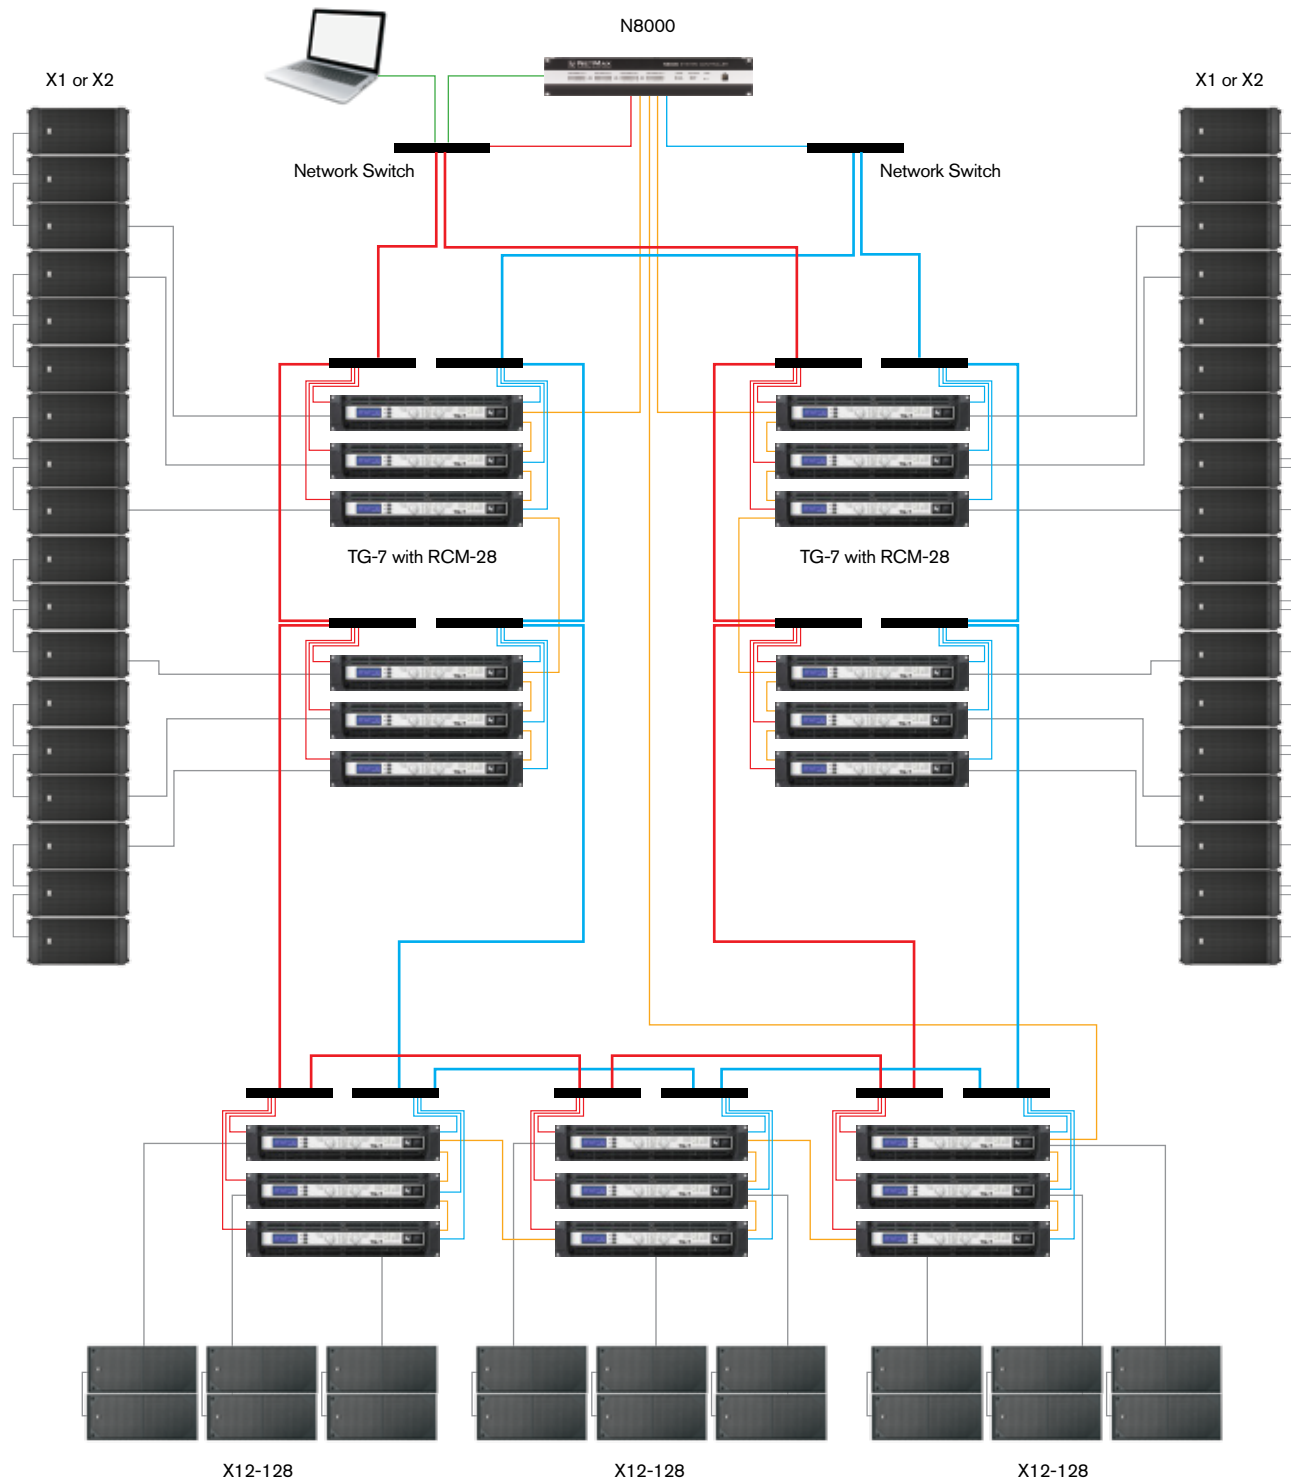 N8000
X1 or X2
X1 or X2
NETMAX
Network Switch
Network Switch
TG-7 with RCM-28
TG-7 with RCM-28
X12-128
X12-128
X12-128